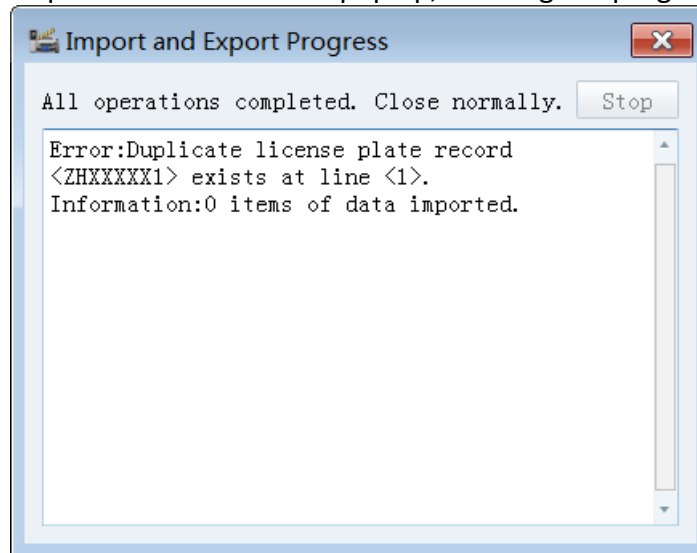 Import and Export Progress
All operations completed. Close normally. Stop
Error:Duplicate license plate record
<ZHXXXXX1> exists at line <1>.
Information:0 items of data imported.